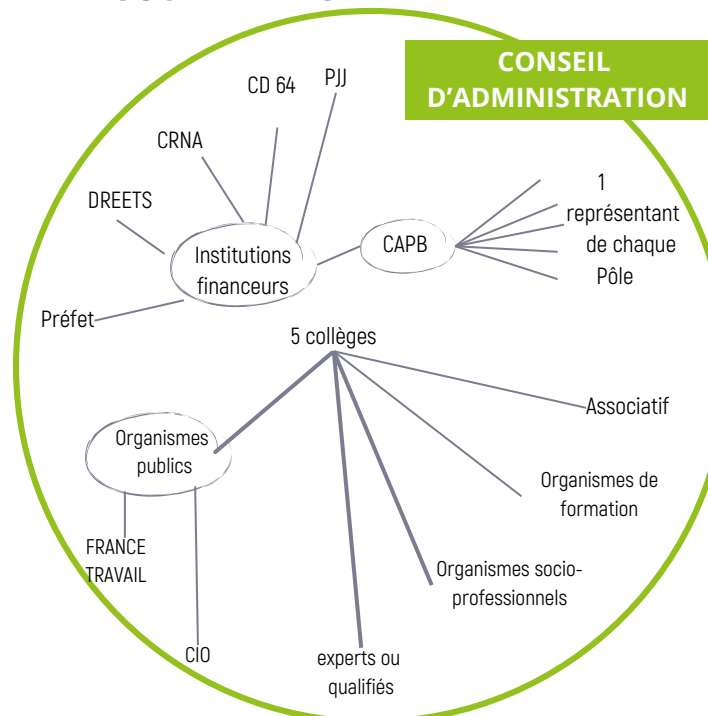 CONSEIL
D'ADMINISTRATION
PJJ
CD 64
CRNA
DREETS
Institutions
financeurs
CAPB
1
représentant
de chaque
Pôle
Préfet
5 collèges
Associatif
Organismes
publics
Organismes de
formation
FRANCE
TRAVAIL
Organismes socio-
professionnels
CIO
experts ou
qualifiés